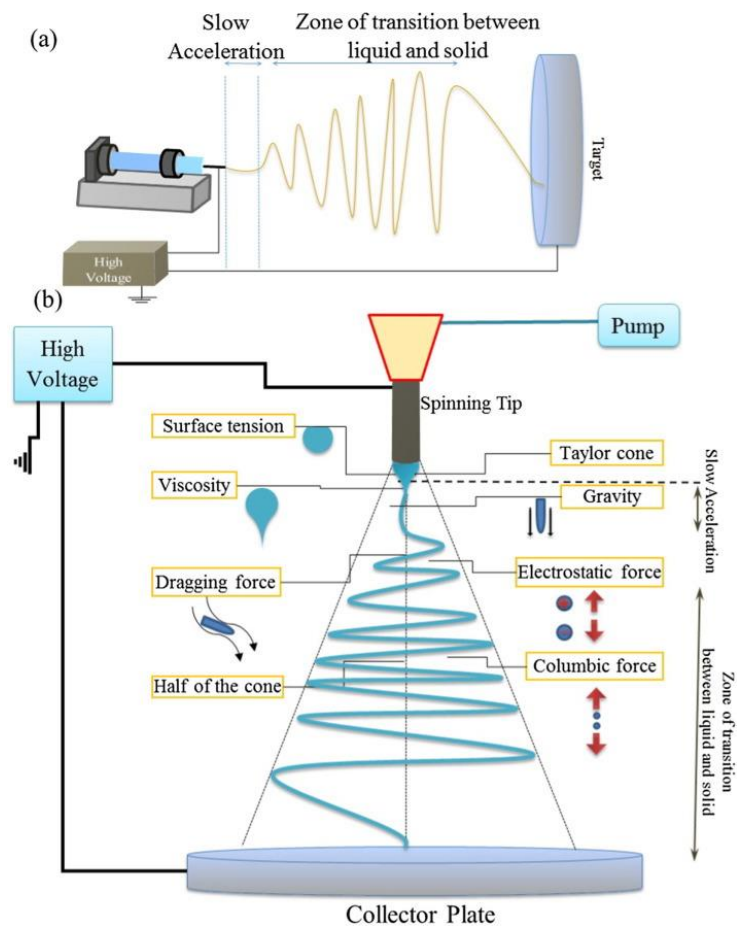 (a)
Slow
Acceleration
Zone of transition between
liquid and solid
Target
High
Voltage
(b)
High
Voltage
Pump
Spinning Tip
Surface tension
Taylor cone
Viscosity
Gravity
Slow Acceleration
Dragging force
Electrostatic force
Half of the cone
Columbic force
Zone of transition
between liquid and solid
Collector Plate